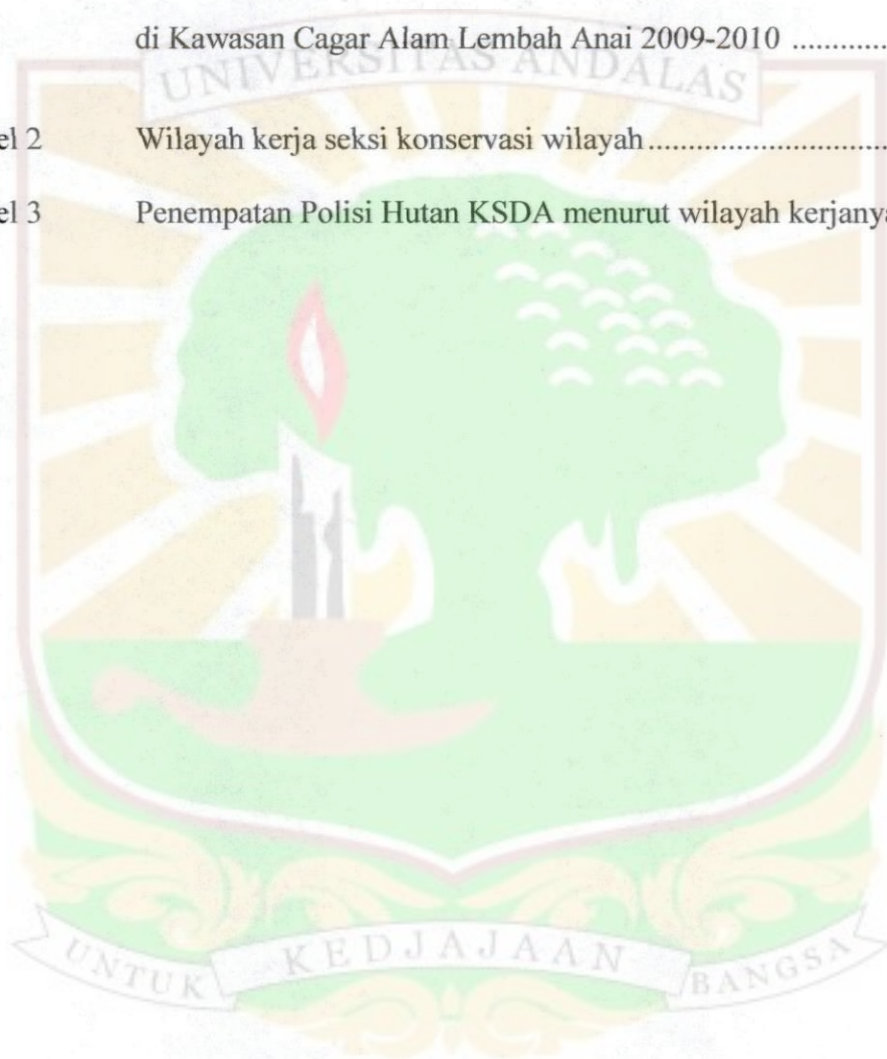 di Kawasan Cagar Alam Lembah Anai 2009-2010 .............
UNIVERSITAS ANDALAS
el 2 Wilayah kerja seksi konservasi wilayah.............................
el 3 Penempatan Polisi Hutan KSDA menurut wilayah kerjanya
UNTUK KEDJAJAAN BANGSA